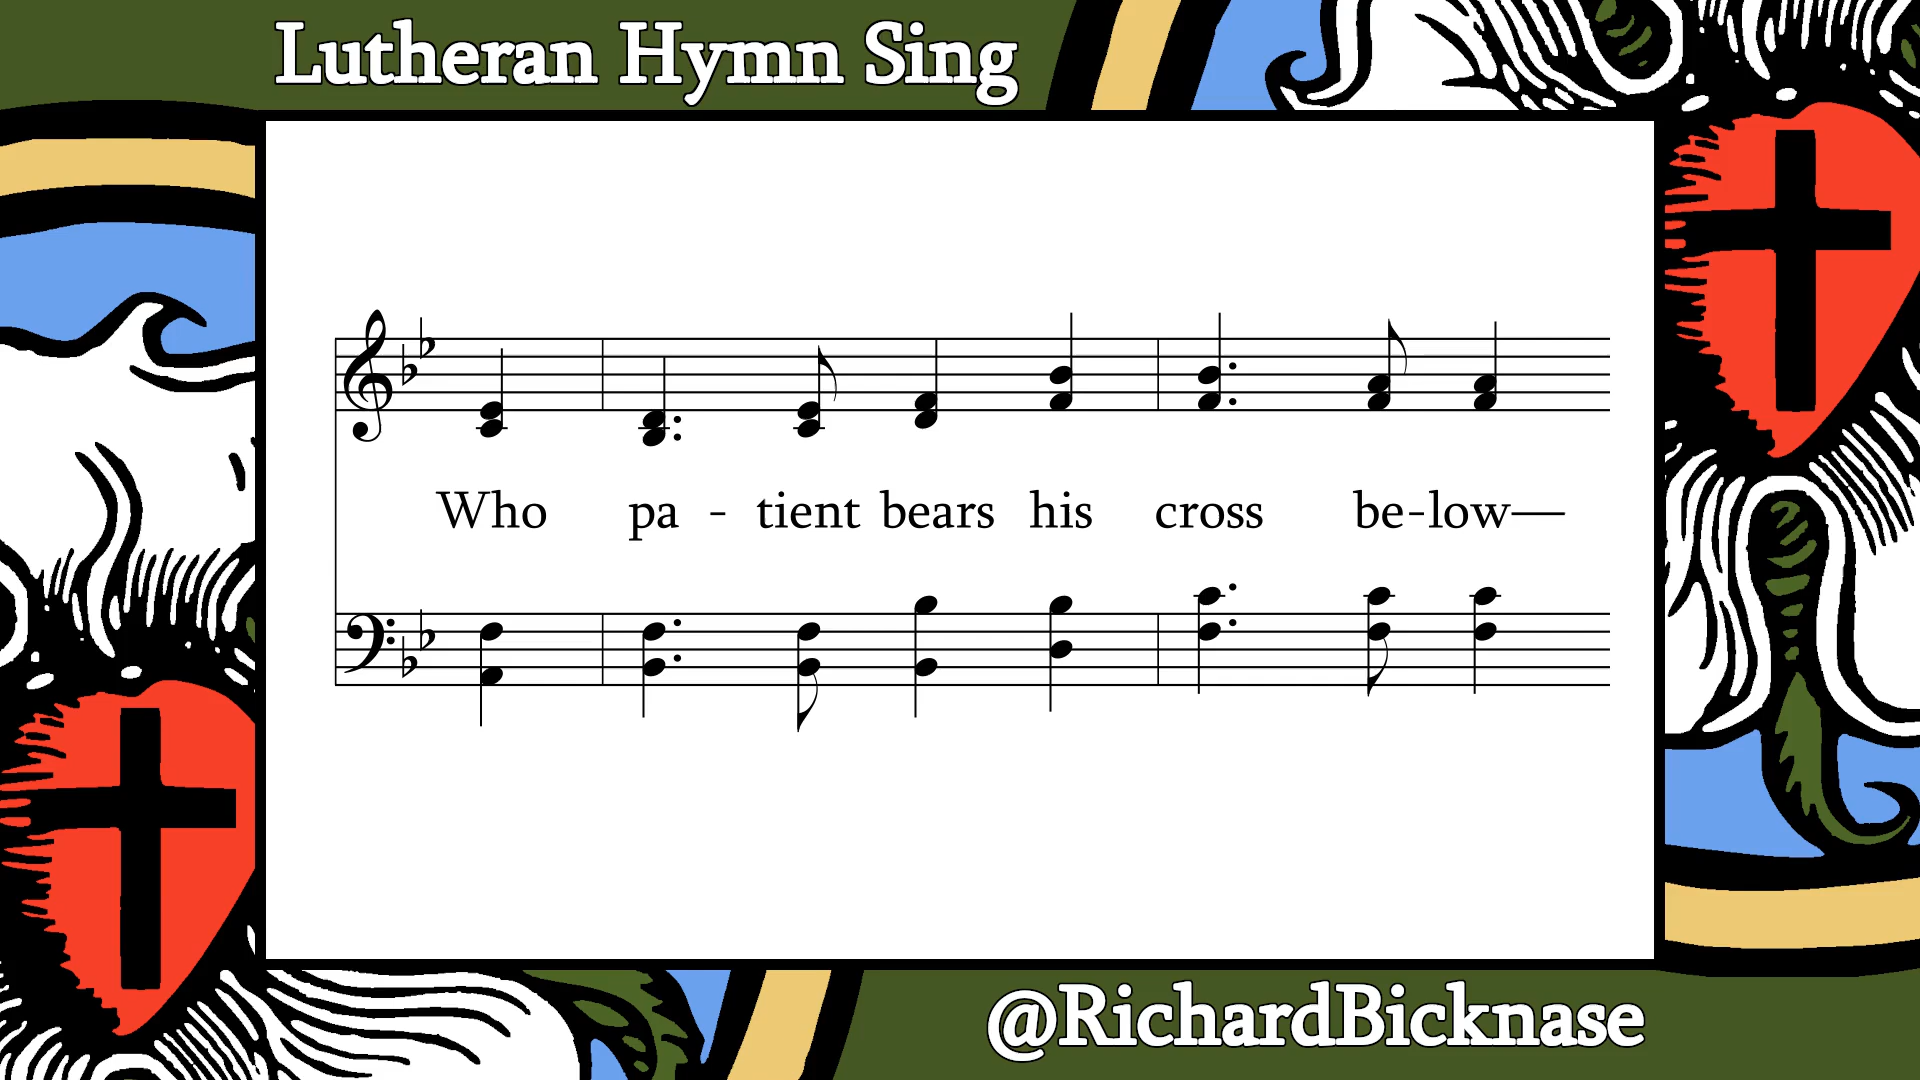 Lutheran Hymn Sing
Who pa - tient bears his cross be-low—
@RichardBicknase